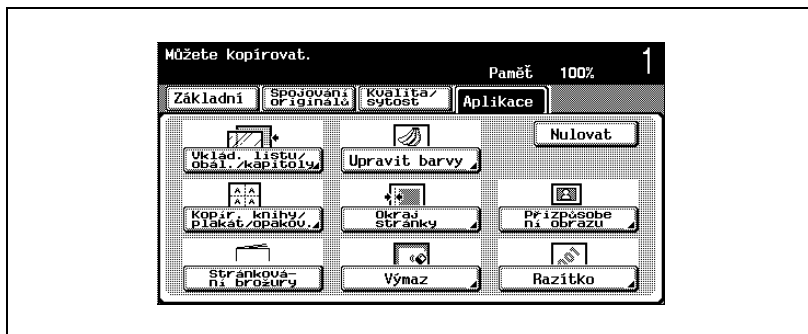 Můžete kopírovat.
Paměť 100% 1
Základní
Spojování
originálů
Kvalita/
sytost
Aplikace
Nulovat
Vklád. listu/
obál./kapitoly
Upravit barvy
A A
A A
Kopír. knihy/
plakát/opakov.
Okraj
stránky
Přizpůsobe
ní obrazu
Stránková-
ní brožury
Výmaz
Razítko